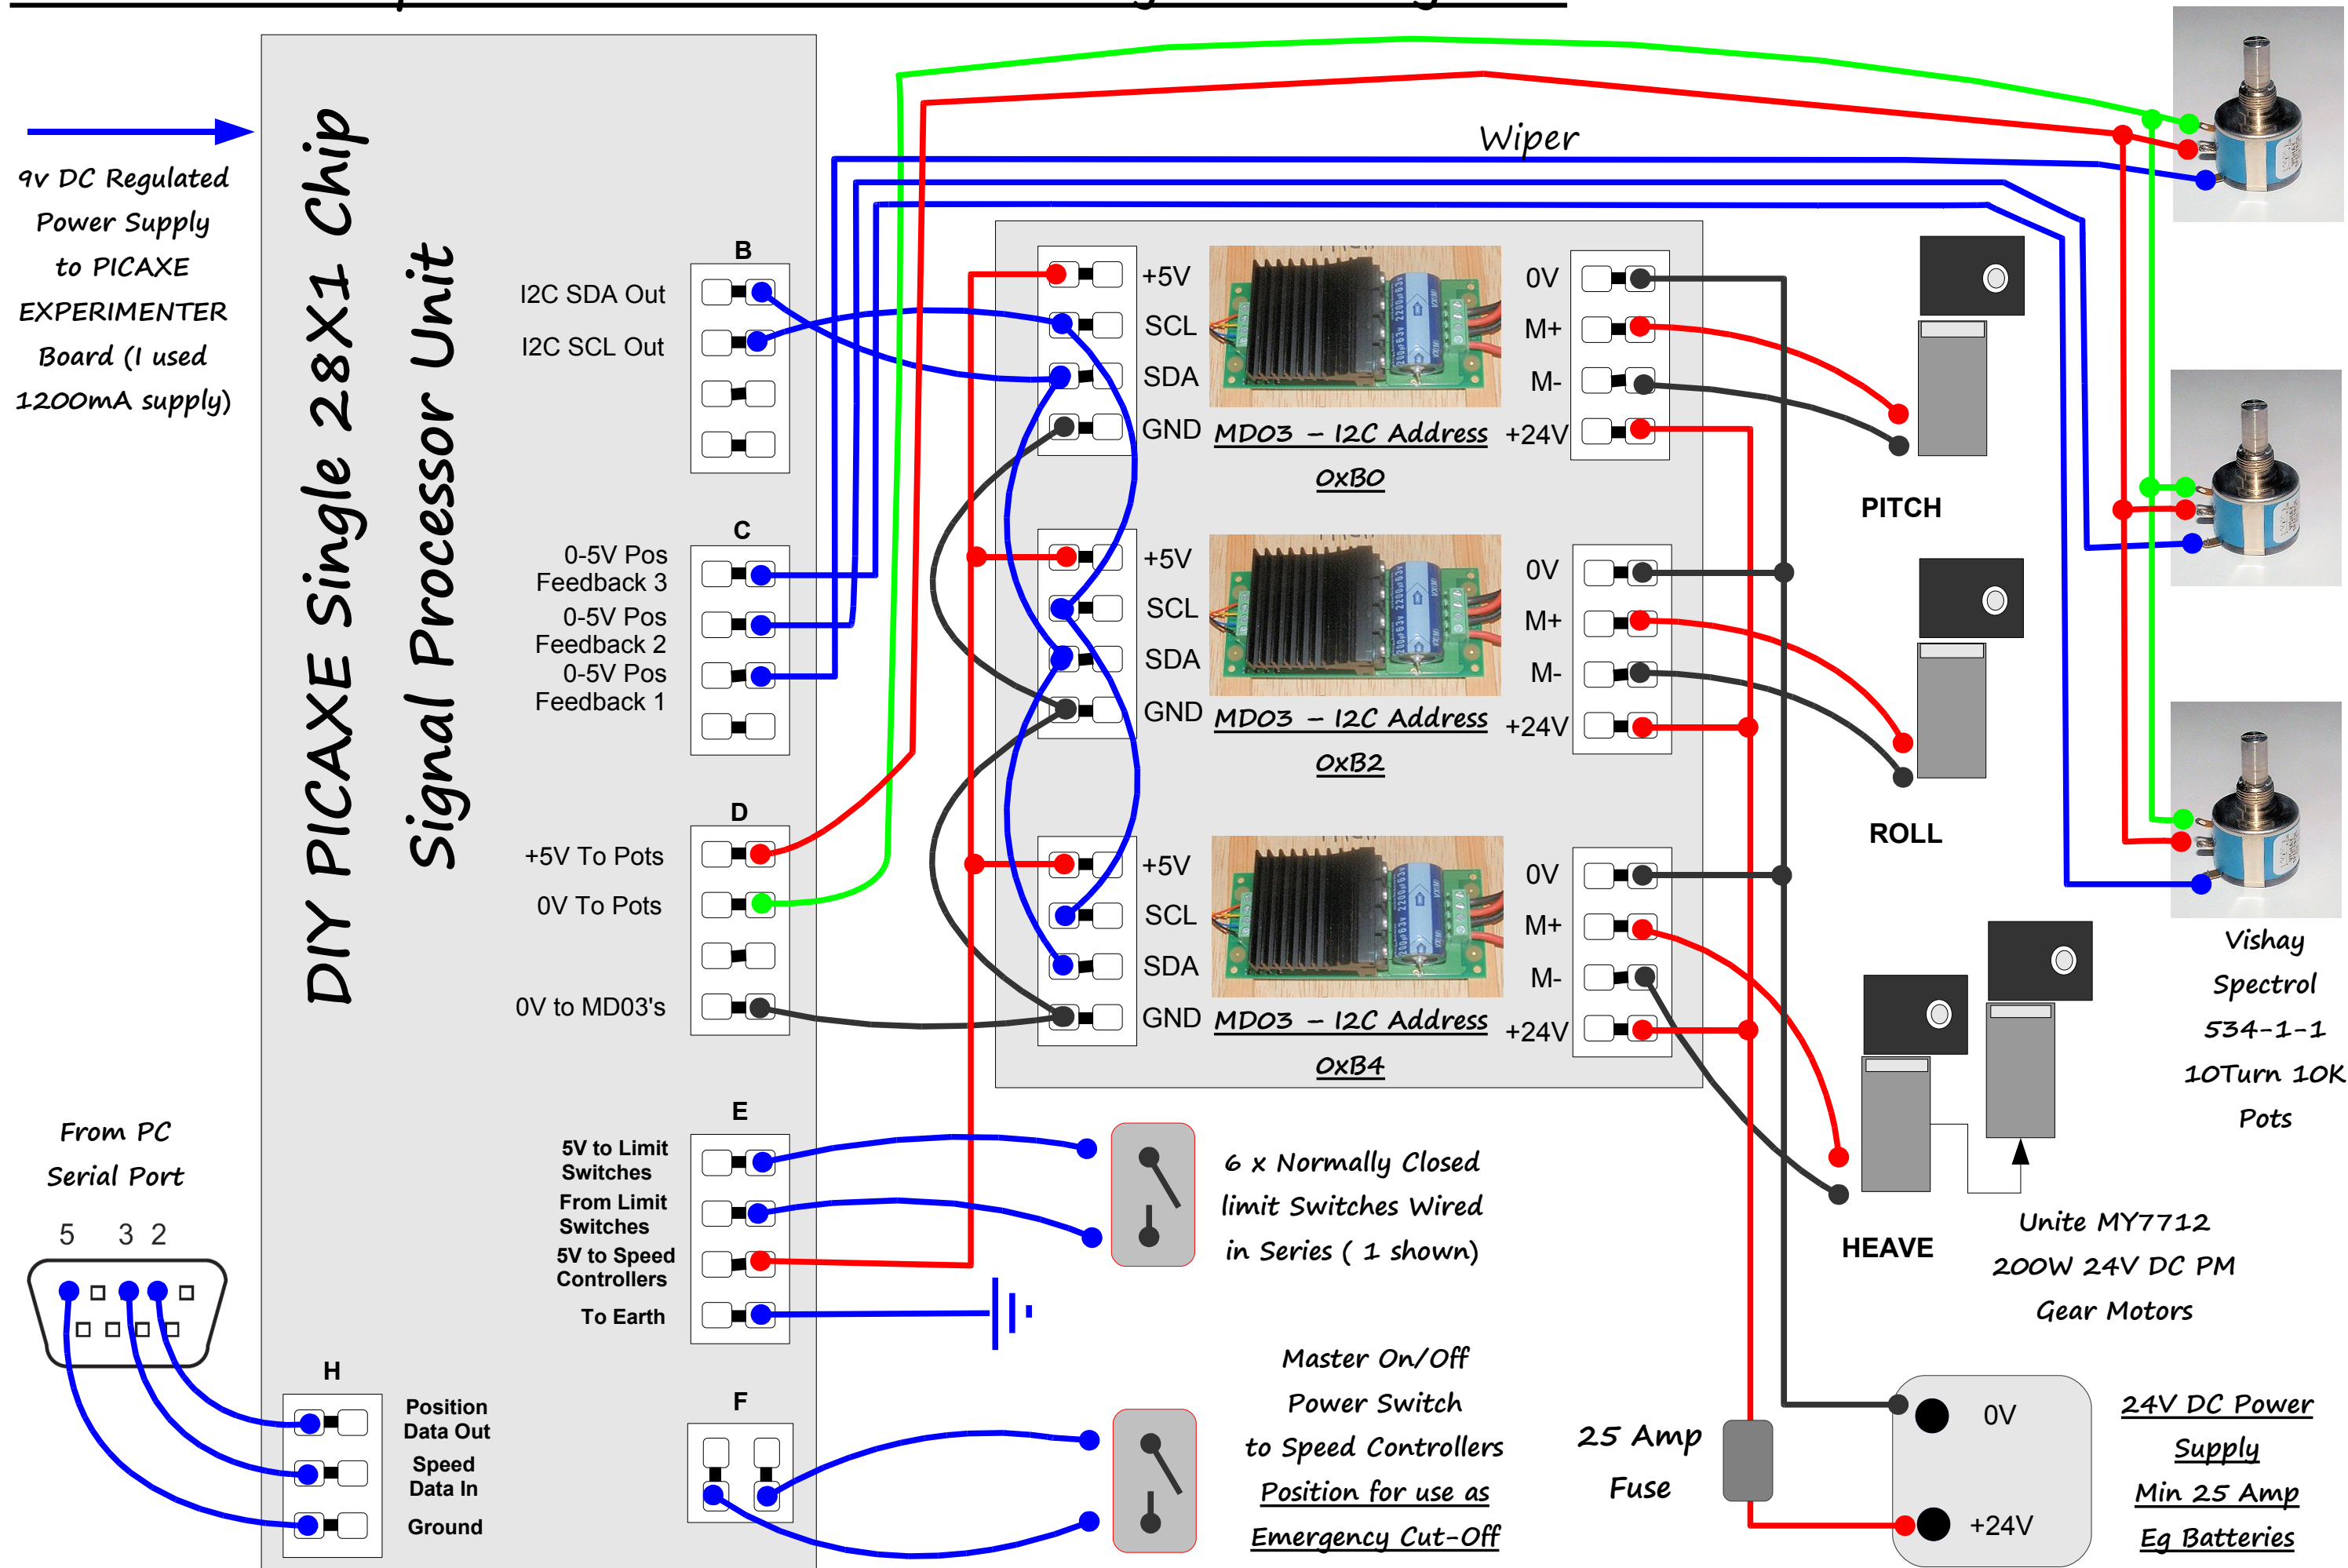 9v DC Regulated
Power Supply
to PICAXE
EXPERIMENTER
Board (I used
1200mA supply)
DIY PICAXE Single 28X1 Chip
Signal Processor Unit
B
I2C SDA Out
I2C SCL Out
C
0-5V Pos
Feedback 3
0-5V Pos
Feedback 2
0-5V Pos
Feedback 1
D
+5V To Pots
0V To Pots
0V to MD03's
E
5V to Limit
Switches
From Limit
Switches
5V to Speed
Controllers
To Earth
F
From PC
Serial Port
5 3 2
H
Position
Data Out
Speed
Data In
Ground
Wiper
+5V
SCL
SDA
GND
MD03 – I2C Address
0xB0
0V
M+
M-
+24V
+5V
SCL
SDA
GND
MD03 – I2C Address
0xB2
0V
M+
M-
+24V
+5V
SCL
SDA
GND
MD03 – I2C Address
0xB4
0V
M+
M-
+24V
PITCH
ROLL
HEAVE
Vishay
Spectrol
534-1-1
10Turn 10K
Pots
Unite MY7712
200W 24V DC PM
Gear Motors
6 x Normally Closed
limit Switches Wired
in Series ( 1 shown)
Master On/Off
Power Switch
to Speed Controllers
Position for use as
Emergency Cut-Off
25 Amp
Fuse
0V
+24V
24V DC Power
Supply
Min 25 Amp
Eg Batteries